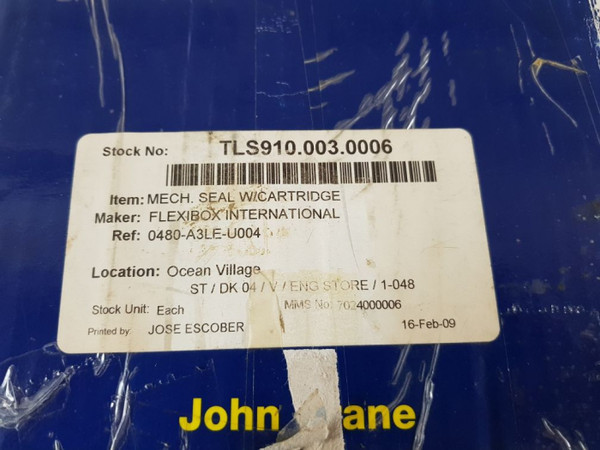 Stock No: TLS910.003.0006
Item: MECH. SEAL W/CARTRIDGE
Maker: FLEXIBOX INTERNATIONAL
Ref: 0480-A3LE-U004
Location: Ocean Village
ST / DK 04 / V / ENG STORE / 1-048
Stock Unit: Each MMS No: 7024000006
Printed by: JOSE ESCOBER 16-Feb-09
John ane